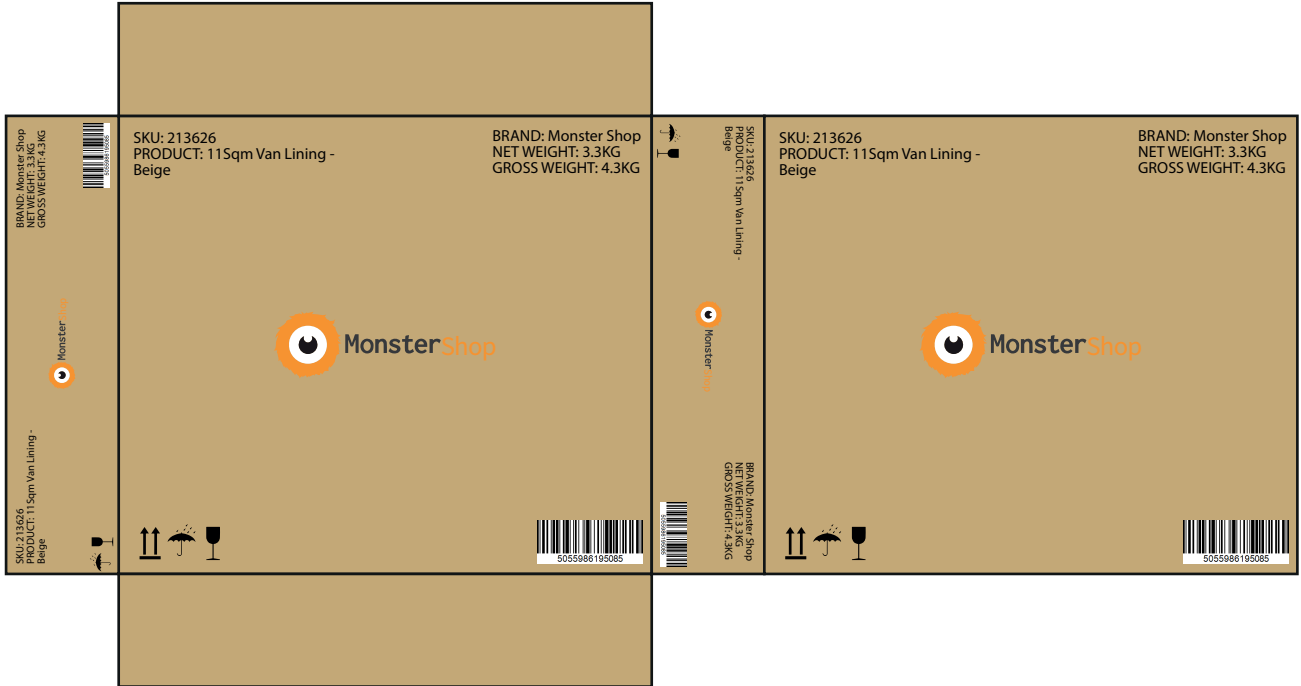 BRAND: Monster Shop
NET WEIGHT: 3.3KG
GROSS WEIGHT: 4.3KG
5055986195085
MonsterShop
SKU: 213626
PRODUCT: 11Sqm Van Lining -
Beige
SKU: 213626
PRODUCT: 11Sqm Van Lining -
Beige
BRAND: Monster Shop
NET WEIGHT: 3.3KG
GROSS WEIGHT: 4.3KG
MonsterShop
5055986195085
SKU: 213626
PRODUCT: 11Sqm Van Lining -
Beige
MonsterShop
BRAND: Monster Shop
NET WEIGHT: 3.3KG
GROSS WEIGHT: 4.3KG
5055986195085
SKU: 213626
PRODUCT: 11Sqm Van Lining -
Beige
BRAND: Monster Shop
NET WEIGHT: 3.3KG
GROSS WEIGHT: 4.3KG
MonsterShop
5055986195085